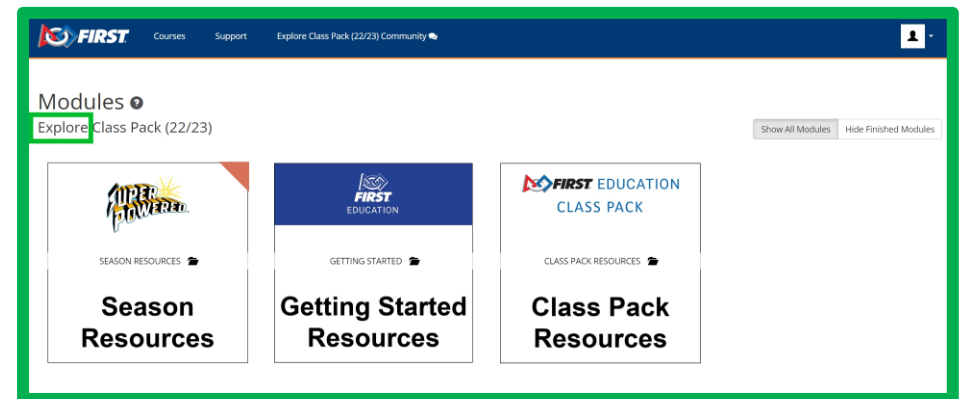 FIRST Courses Support Explore Class Pack (22/23) Community
Modules
Explore Class Pack (22/23)
Show All Modules Hide Finished Modules
SUPER
POWERED
FIRST
EDUCATION
FIRST EDUCATION
CLASS PACK
SEASON RESOURCES
GETTING STARTED
CLASS PACK RESOURCES
Season
Resources
Getting Started
Resources
Class Pack
Resources